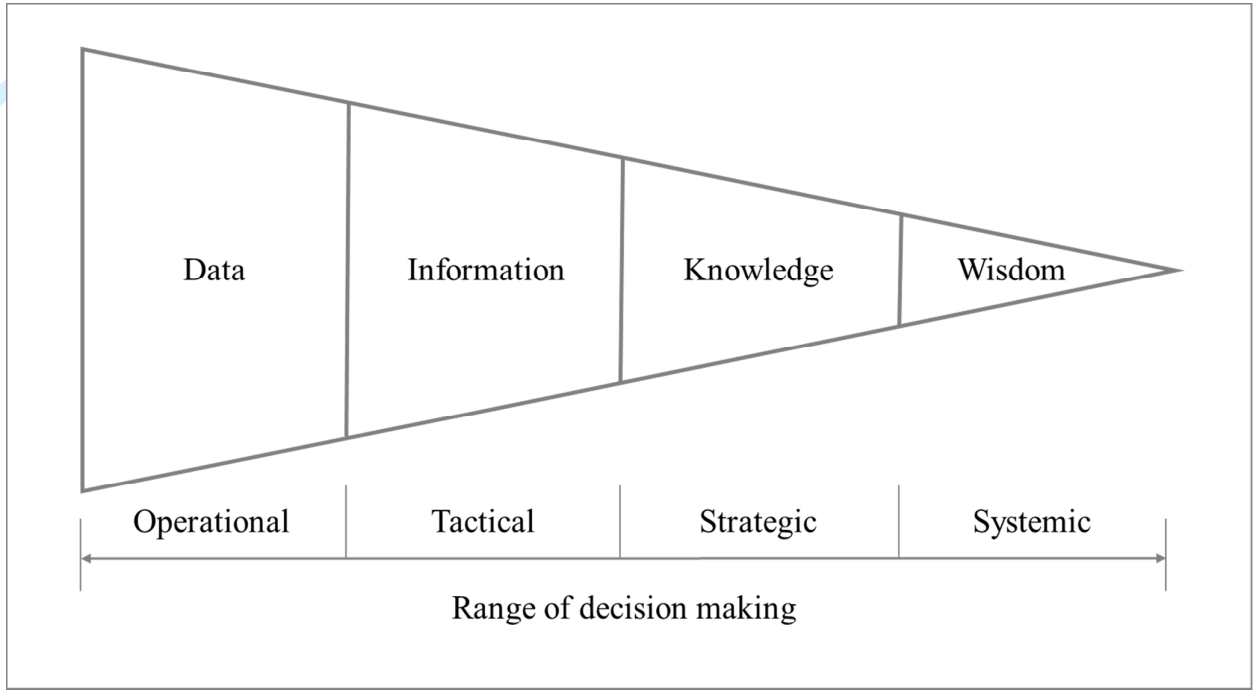 Data Information Knowledge Wisdom
Operational Tactical Strategic Systemic
Range of decision making